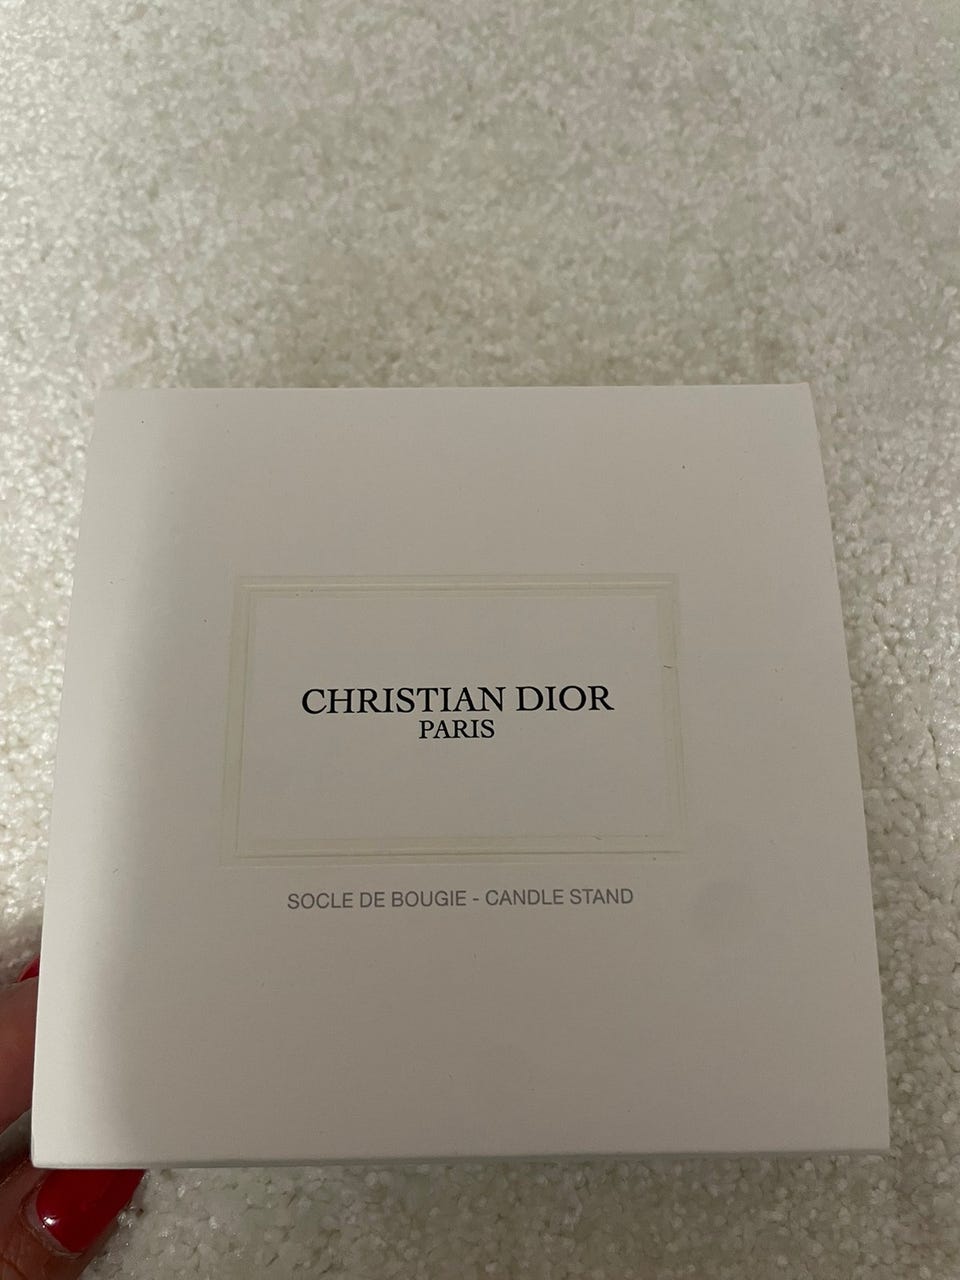 CHRISTIAN DIOR
PARIS
SOCLE DE BOUGIE - CANDLE STAND